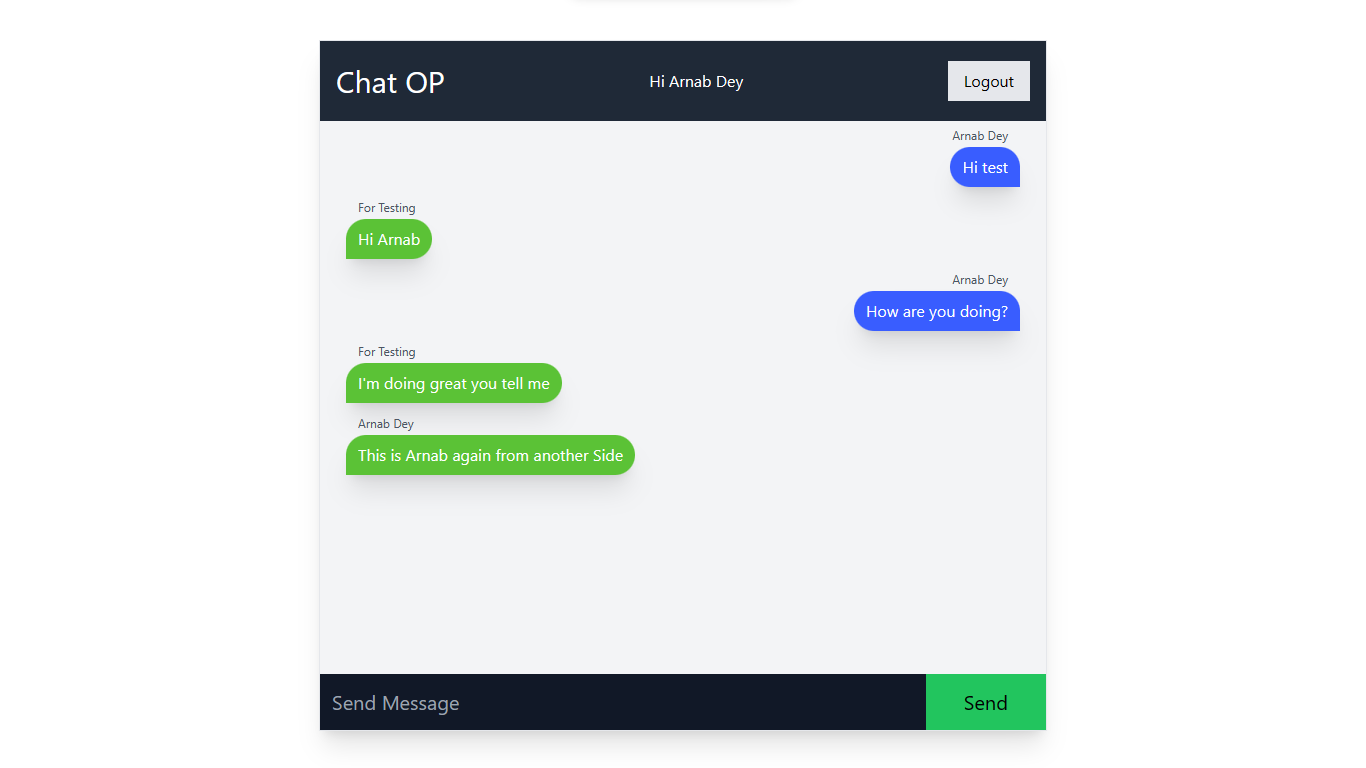 Chat OP
Hi Arnab Dey
Logout
Arnab Dey
Hi test
For Testing
Hi Arnab
Arnab Dey
How are you doing?
For Testing
I'm doing great you tell me
Arnab Dey
This is Arnab again from another Side
Send Message
Send